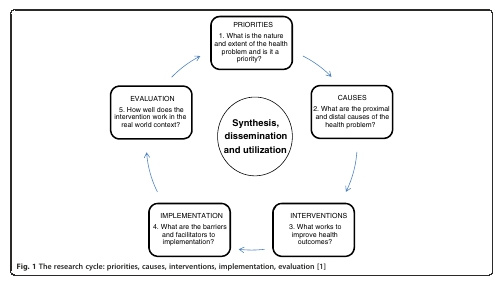 PRIORITIES
1. What is the nature
and extent of the health
problem and is it a
priority?
CAUSES
2. What are the proximal
and distal causes of the
health problem?
INTERVENTIONS
3. What works to
improve health
outcomes?
IMPLEMENTATION
4. What are the barriers
and facilitators to
implementation?
EVALUATION
5. How well does the
intervention work in the
real world context?
Synthesis,
dissemination
and utilization
Fig. 1 The research cycle: priorities, causes, interventions, implementation, evaluation [1]